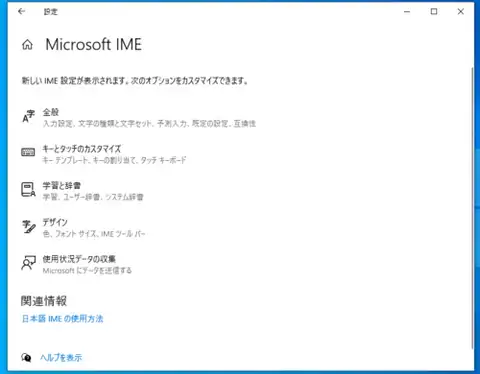 設定
Microsoft IME
新しい IME 設定が表示されます。次のオプションをカスタマイズできます。
全般
入力設定、文字の種類と文字セット、予測入力、既定の設定、互換性
キーとタッチのカスタマイズ
キー テンプレート、キーの割り当て、タッチ キーボード
学習と辞書
学習、ユーザー辞書、システム辞書
デザイン
色、フォント サイズ、IME ツール バー
使用状況データの収集
Microsoft にデータを送信する
関連情報
日本語 IME の使用方法
ヘルプを表示